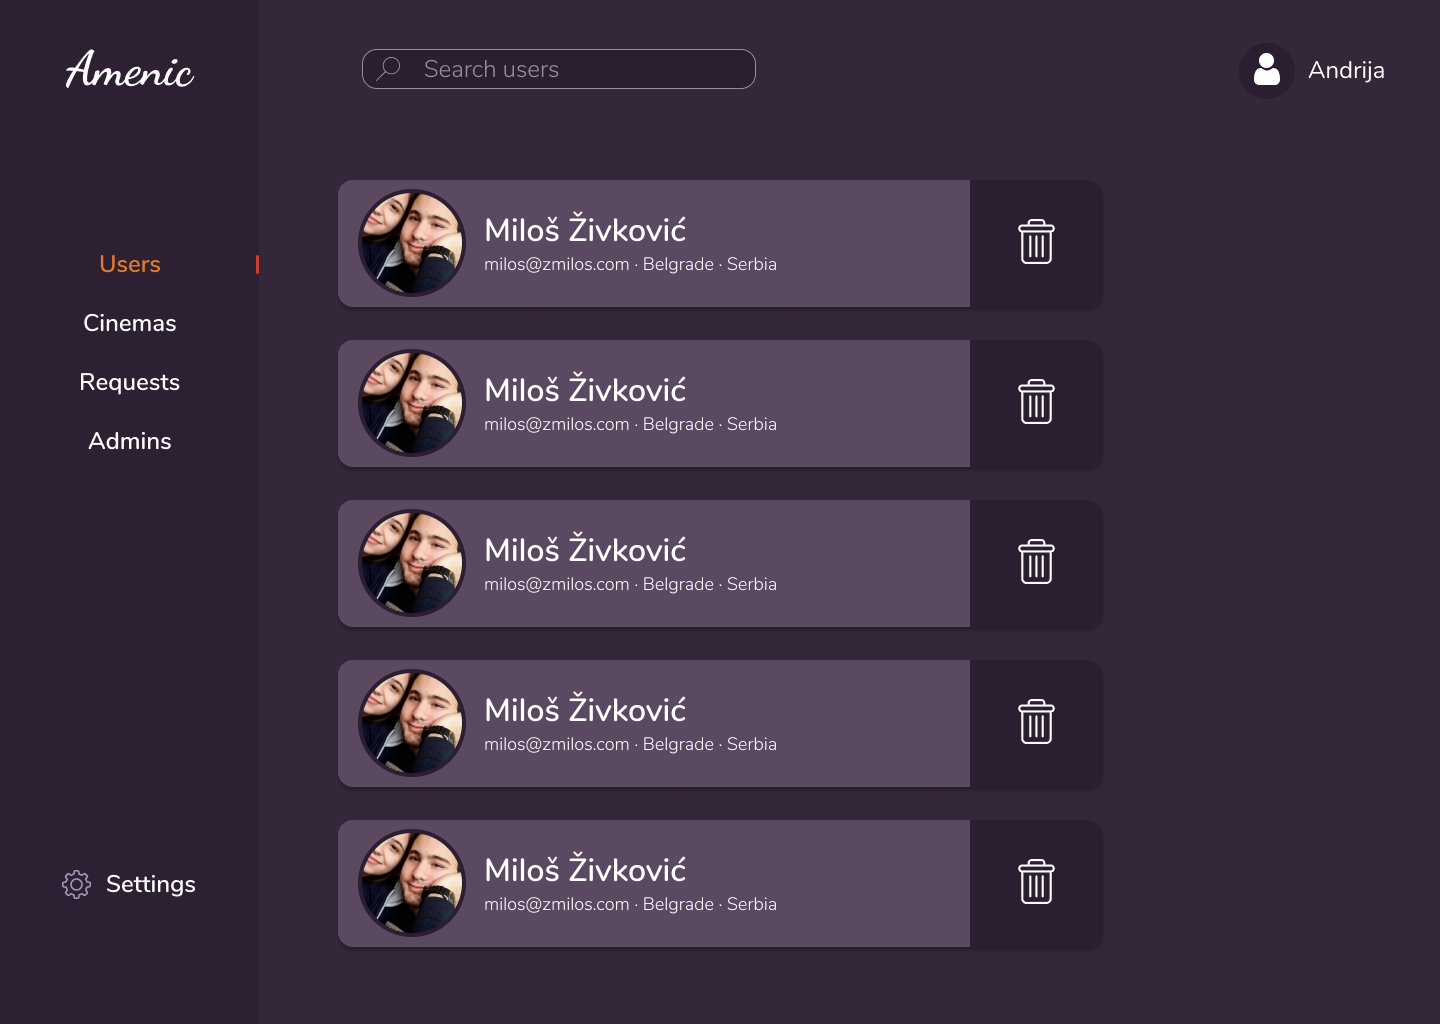 Amenic
Search users
Andrija
Users
Cinemas
Requests
Admins
Settings
Miloš Živković
milos@zmilos.com · Belgrade · Serbia
Miloš Živković
milos@zmilos.com · Belgrade · Serbia
Miloš Živković
milos@zmilos.com · Belgrade · Serbia
Miloš Živković
milos@zmilos.com · Belgrade · Serbia
Miloš Živković
milos@zmilos.com · Belgrade · Serbia